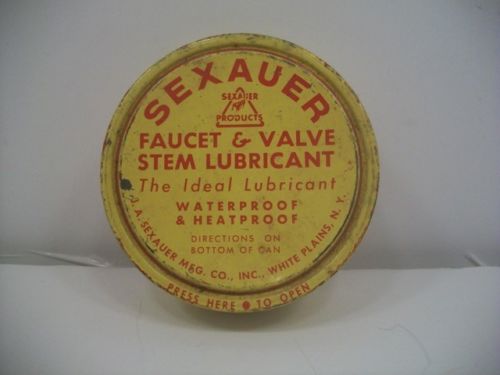 SEXAUER
SEXAUER
PRODUCTS
FAUCET & VALVE
STEM LUBRICANT
The Ideal Lubricant
WATERPROOF
& HEATPROOF
DIRECTIONS ON
BOTTOM OF CAN
J.A. SEXAUER MFG. CO., INC., WHITE PLAINS, N.Y.
PRESS HERE TO OPEN